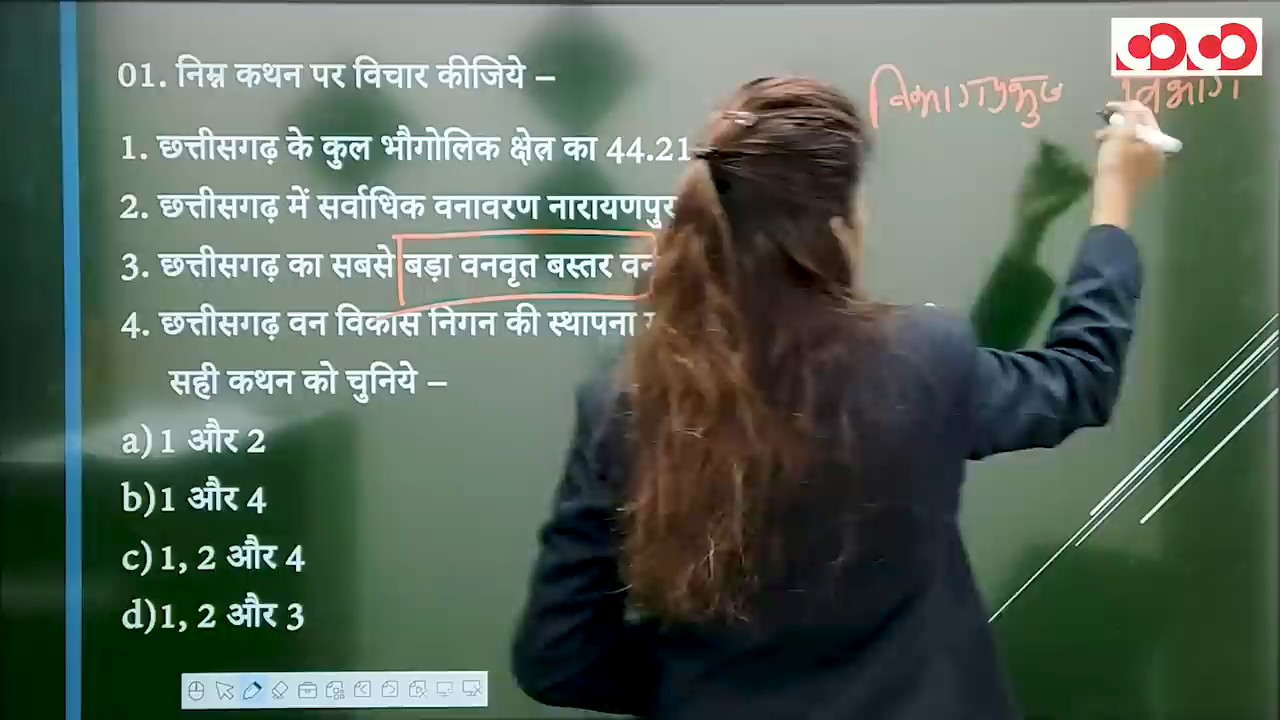 01. निम्न कथन पर विचार कीजिये –
विभाग
1. छत्तीसगढ़ के कुल भौगोलिक क्षेत्र का 44.21
2. छत्तीसगढ़ में सर्वाधिक वनावरण नारायणपुर
3. छत्तीसगढ़ का सबसे बड़ा वनवृत बस्तर वन
4. छत्तीसगढ़ वन विकास निगन की स्थापना
सही कथन को चुनिये –
a) 1 और 2
b) 1 और 4
c) 1, 2 और 4
d) 1, 2 और 3